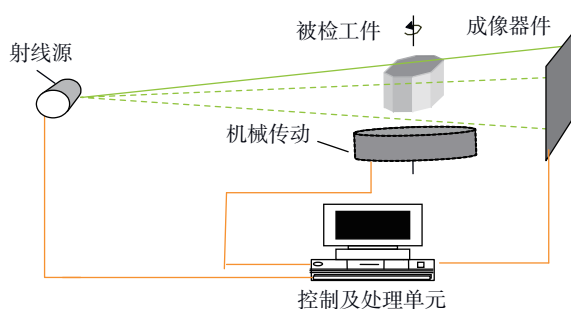 被检工件
成像器件
射线源
机械传动
控制及处理单元